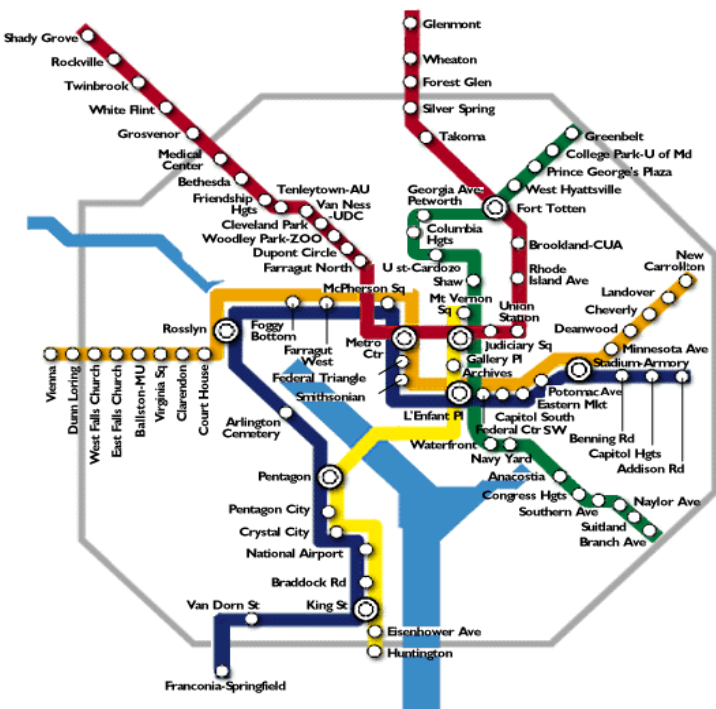 Glenmont
Shady Grove
Rockville
Wheaton
Twinbrook
Forest Glen
White Flint
Silver Spring
Grosvenor
Takoma
Greenbelt
Medical
Center
College Park-U of Md
Bethesda
Prince George's Plaza
Friendship
Hgts
Tenleytown-AU
Van Ness
-UDC
Georgia Ave-
Petworth
West Hyattsville
Fort Totten
Cleveland Park
Woodley Park-ZOO
Columbia
Hgts
Brookland-CUA
Dupont Circle
Farragut North
U st-Cardozo
Shaw
Rhode
Island Ave
New
Carrollton
McPherson Sq
Mt Vernon
Sq
Landover
Cheverly
Union
Station
Deanwood
Rosslyn
Foggy
Bottom
Farragut
West
Metro
Ctr
Judiciary Sq
Minnesota Ave
Gallery Pl
Archives
Stadium-Armory
Federal Triangle
Smithsonian
Vienna
Dunn Loring
West Falls Church
East Falls Church
Ballston-MU
Virginia Sq
Clarendon
Court House
Potomac Ave
Eastern Mkt
Capitol
South
Federal Ctr SW
L'Enfant Pl
Arlington
Cemetery
Waterfront
Navy Yard
Benning Rd
Capitol Hgts
Addison Rd
Pentagon
Anacostia
Congress Hgts
Southern Ave
Naylor Ave
Suitland
Branch Ave
Pentagon City
Crystal City
National Airport
Braddock Rd
Van Dorn St
King St
Eisenhower Ave
Huntington
Franconia-Springfield